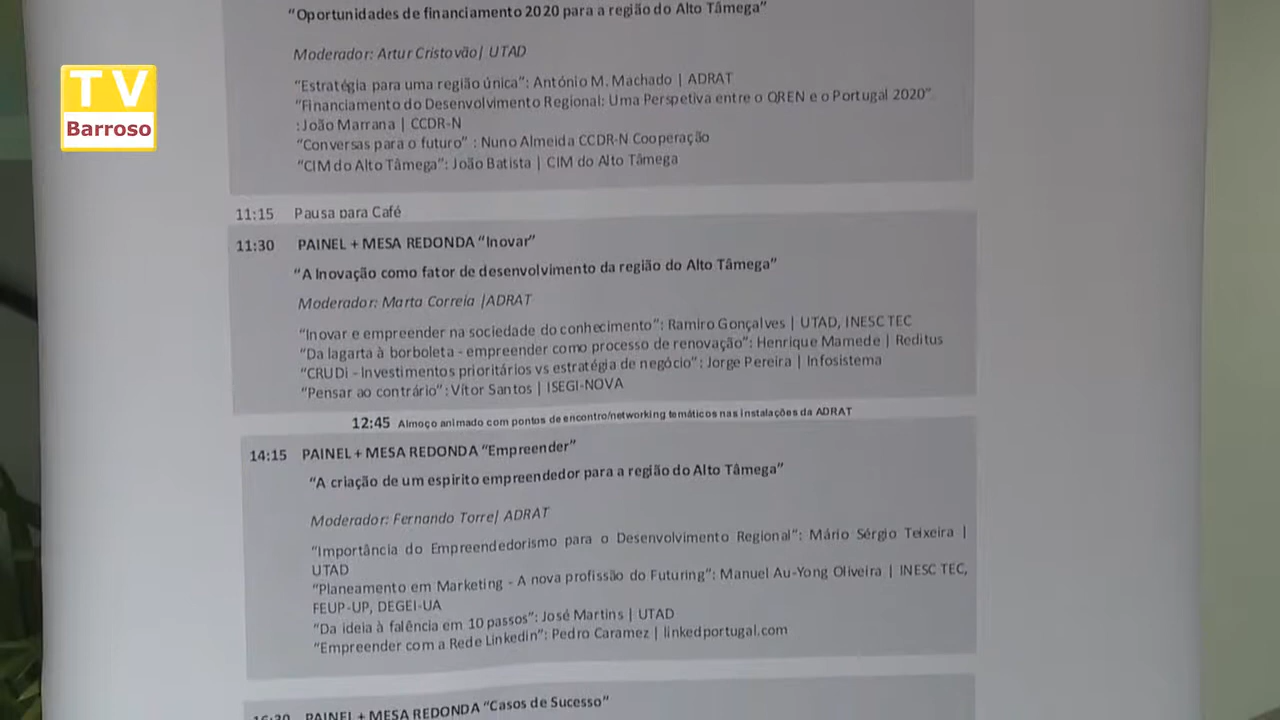 "Oportunidades de financiamento 2020 para a região do Alto Tâmega"
Moderador: Artur Cristovão| UTAD
"Estratégia para uma região única": António M. Machado | ADRAT
"Financiamento do Desenvolvimento Regional: Uma Perspetiva entre o QREN e o Portugal 2020"
: João Marrana | CCDR-N
"Conversas para o futuro" : Nuno Almeida CCDR-N Cooperação
"CIM do Alto Tâmega": João Batista | CIM do Alto Tâmega
TV
Barroso
11:15 Pausa para Café
11:30 PAINEL + MESA REDONDA "Inovar"
"A Inovação como fator de desenvolvimento da região do Alto Tâmega"
Moderador: Marta Correia |ADRAT
"Inovar e empreender na sociedade do conhecimento": Ramiro Gonçalves | UTAD, INESC TEC
"Da lagarta à borboleta - empreender como processo de renovação": Henrique Mamede | Reditus
"CRUDi - Investimentos prioritários vs estratégia de negócio": Jorge Pereira | Infosistema
"Pensar ao contrário": Vítor Santos | ISEGI-NOVA
12:45 Almoço animado com pontos de encontro/networking temáticos nas instalações da ADRAT
14:15 PAINEL + MESA REDONDA "Empreender"
"A criação de um espirito empreendedor para a região do Alto Tâmega"
Moderador: Fernando Torre| ADRAT
"Importância do Empreendedorismo para o Desenvolvimento Regional": Mário Sérgio Teixeira |
UTAD
"Planeamento em Marketing - A nova profissão do Futuring": Manuel Au-Yong Oliveira | INESC TEC,
FEUP-UP, DEGEI-UA
"Da ideia à falência em 10 passos": José Martins | UTAD
"Empreender com a Rede Linkedin": Pedro Caramez | linkedportugal.com
PAINEL + MESA REDONDA "Casos de Sucesso"